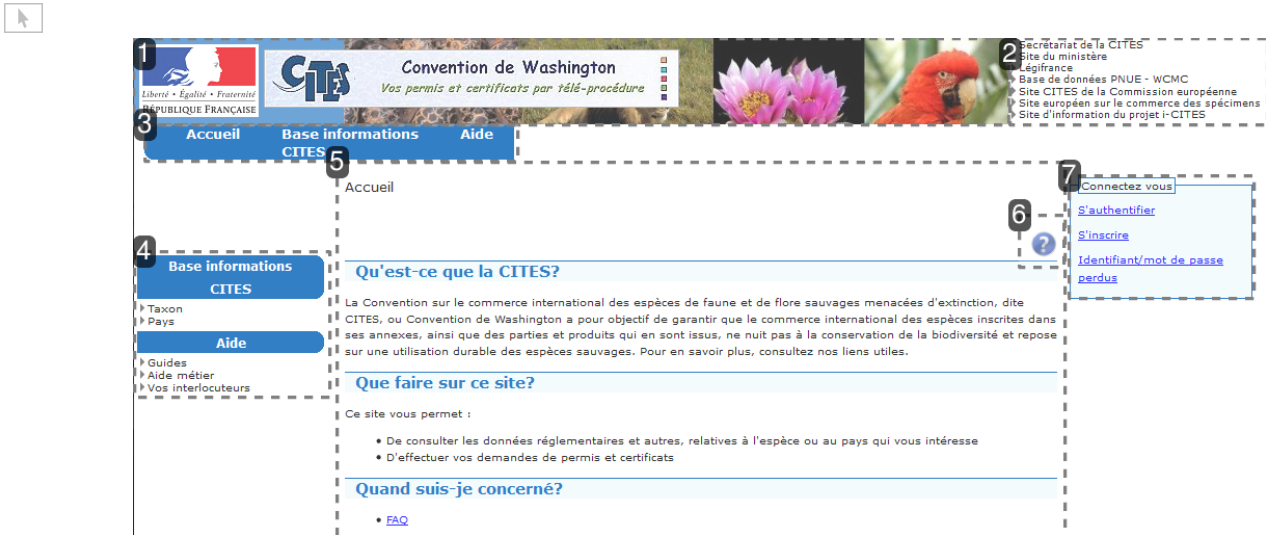 1
Liberté • Égalité • Fraternité
RÉPUBLIQUE FRANÇAISE
CITES
Convention de Washington
Vos permis et certificats par télé-procédure
2
Secrétariat de la CITES
Site du ministère
Légifrance
Base de données PNUE - WCMC
Site CITES de la Commission européenne
Site européen sur le commerce des spécimens
Site d'information du projet i-CITES
3
Accueil
Base informations
CITES
Aide
5
Accueil
7
Connectez vous
S'authentifier
S'inscrire
Identifiant/mot de passe
perdus
6
?
4
Base informations
CITES
Taxon
Pays
Aide
Guides
Aide métier
Vos interlocuteurs
Qu'est-ce que la CITES?
La Convention sur le commerce international des espèces de faune et de flore sauvages menacées d'extinction, dite
CITES, ou Convention de Washington a pour objectif de garantir que le commerce international des espèces inscrites dans
ses annexes, ainsi que des parties et produits qui en sont issus, ne nuit pas à la conservation de la biodiversité et repose
sur une utilisation durable des espèces sauvages. Pour en savoir plus, consultez nos liens utiles.
Que faire sur ce site?
Ce site vous permet :
• De consulter les données réglementaires et autres, relatives à l'espèce ou au pays qui vous intéresse
• D'effectuer vos demandes de permis et certificats
Quand suis-je concerné?
• FAQ